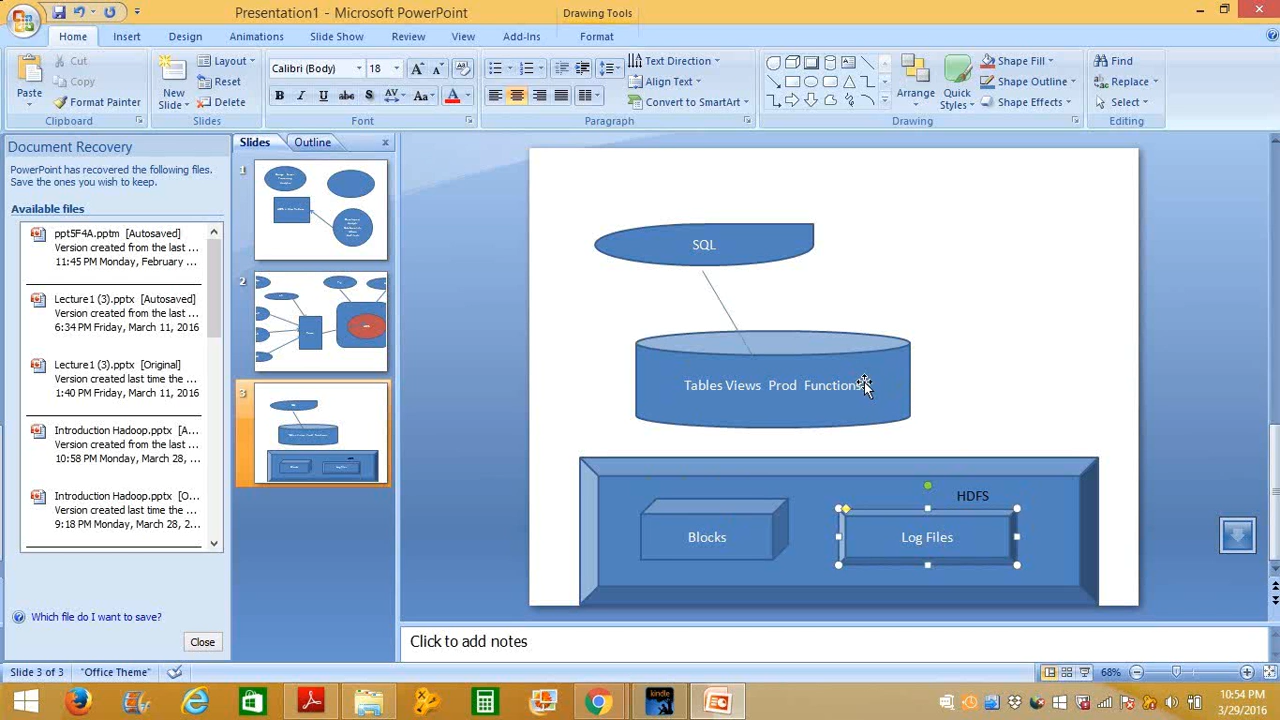 Presentation1 - Microsoft PowerPoint
Drawing Tools
Home
Insert
Design
Animations
Slide Show
Review
View
Add-Ins
Format
Paste
Cut
Copy
Format Painter
Clipboard
New
Slide
Layout
Reset
Delete
Slides
Calibri (Body)
18
Font
Text Direction
Align Text
Convert to SmartArt
Paragraph
Arrange
Quick
Styles
Shape Fill
Shape Outline
Shape Effects
Drawing
Find
Replace
Select
Editing
Document Recovery
PowerPoint has recovered the following files.
Save the ones you wish to keep.
Available files
ppt5F4A.pptm [Autosaved]
Version created from the last ...
11:45 PM Monday, February ...
Lecture1 (3).pptx [Autosaved]
Version created from the last ...
6:34 PM Friday, March 11, 2016
Lecture1 (3).pptx [Original]
Version created last time the ...
1:40 PM Friday, March 11, 2016
Introduction Hadoop.pptx [A...
Version created from the last ...
10:58 PM Monday, March 28, ...
Introduction Hadoop.pptx [O...
Version created last time the ...
9:18 PM Monday, March 28, 2...
Which file do I want to save?
Close
Slides
Outline
1
2
3
SQL
Tables Views Prod Functions
HDFS
Blocks
Log Files
Click to add notes
Slide 3 of 3
"Office Theme"
68%
kindle
10:54 PM
3/29/2016